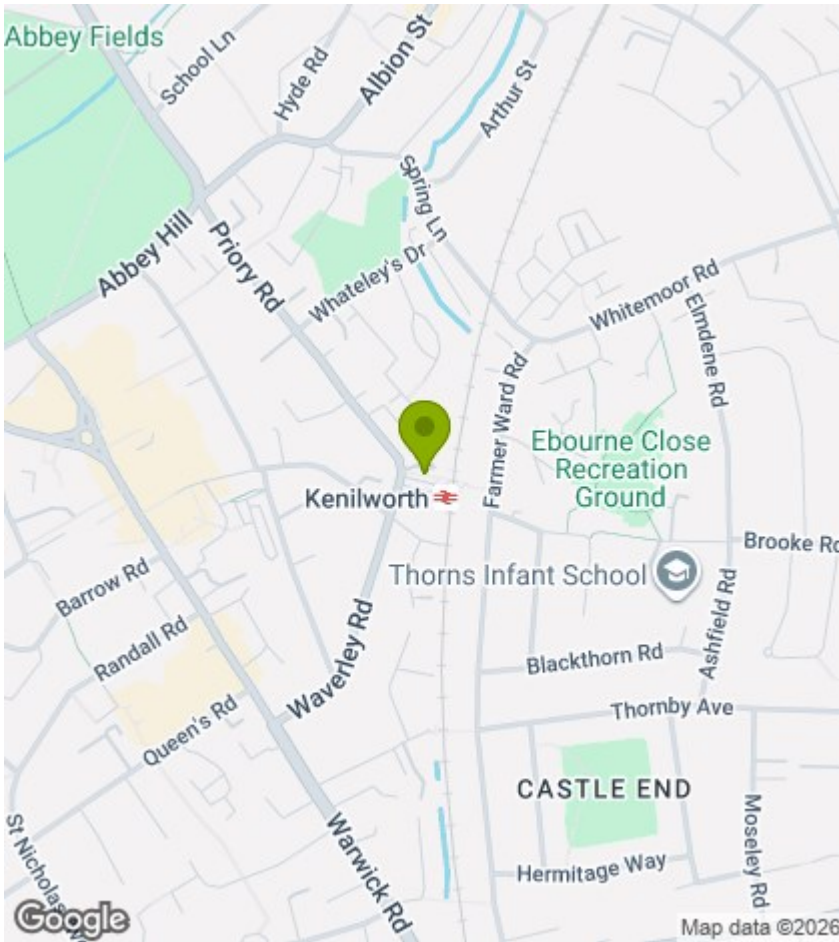 Abbey Fields
School Ln
Hyde Rd
Albion St
Arthur St
Spring Ln
Abbey Hill
Priory Rd
Whateley's Dr
Whitemoor Rd
Elmdene Rd
Farmer Ward Rd
Ebourne Close
Recreation
Ground
Kenilworth
Brooke Rd
Thorns Infant School
Barrow Rd
Randall Rd
Waverley Rd
Ashfield Rd
Blackthorn Rd
Queen's Rd
Thornby Ave
CASTLE END
Moseley Rd
St Nicholas
Warwick Rd
Hermitage Way
Google
Map data ©2026